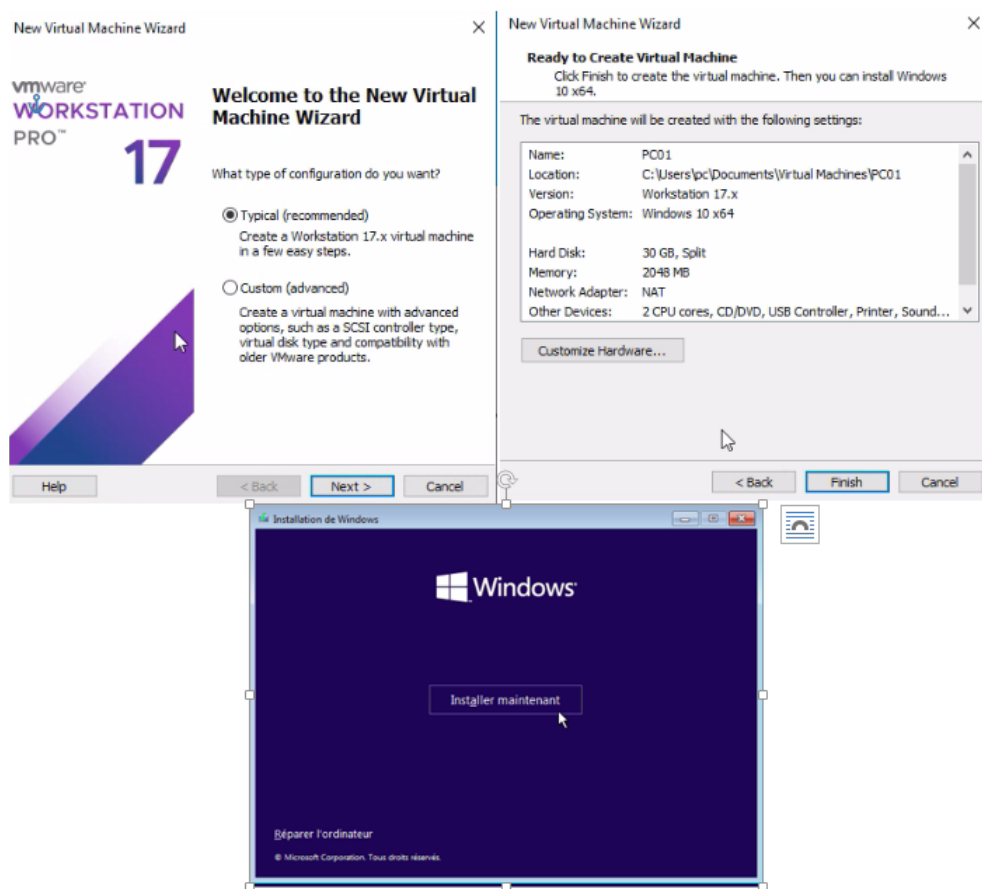 New Virtual Machine Wizard
vmware
WORKSTATION
PRO™
17
Welcome to the New Virtual
Machine Wizard
What type of configuration do you want?
Typical (recommended)
Create a Workstation 17.x virtual machine
in a few easy steps.
Custom (advanced)
Create a virtual machine with advanced
options, such as a SCSI controller type,
virtual disk type and compatibility with
older VMware products.
Help
< Back
Next >
Cancel
New Virtual Machine Wizard
Ready to Create Virtual Machine
Click Finish to create the virtual machine. Then you can install Windows
10 x64.
The virtual machine will be created with the following settings:
Name: PC01
Location: C:\Users\pc\Documents\Virtual Machines\PC01
Version: Workstation 17.x
Operating System: Windows 10 x64
Hard Disk: 30 GB, Split
Memory: 2048 MB
Network Adapter: NAT
Other Devices: 2 CPU cores, CD/DVD, USB Controller, Printer, Sound...
Customize Hardware...
< Back
Finish
Cancel
Installation de Windows
Windows
Installer maintenant
Réparer l'ordinateur
© Microsoft Corporation. Tous droits réservés.